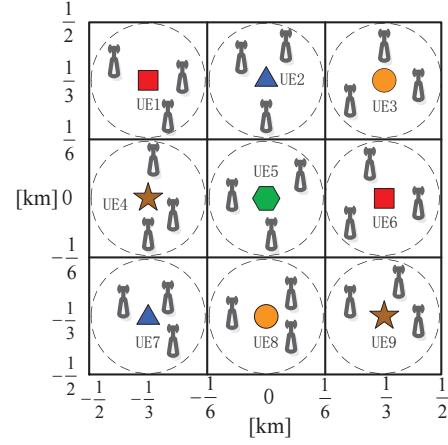 1/2
1/3
1/6
[km] 0
-1/6
-1/3
-1/2
UE1
UE2
UE3
UE4
UE5
UE6
UE7
UE8
UE9
-1/2 -1/3 -1/6 0 1/6 1/3 1/2
[km]